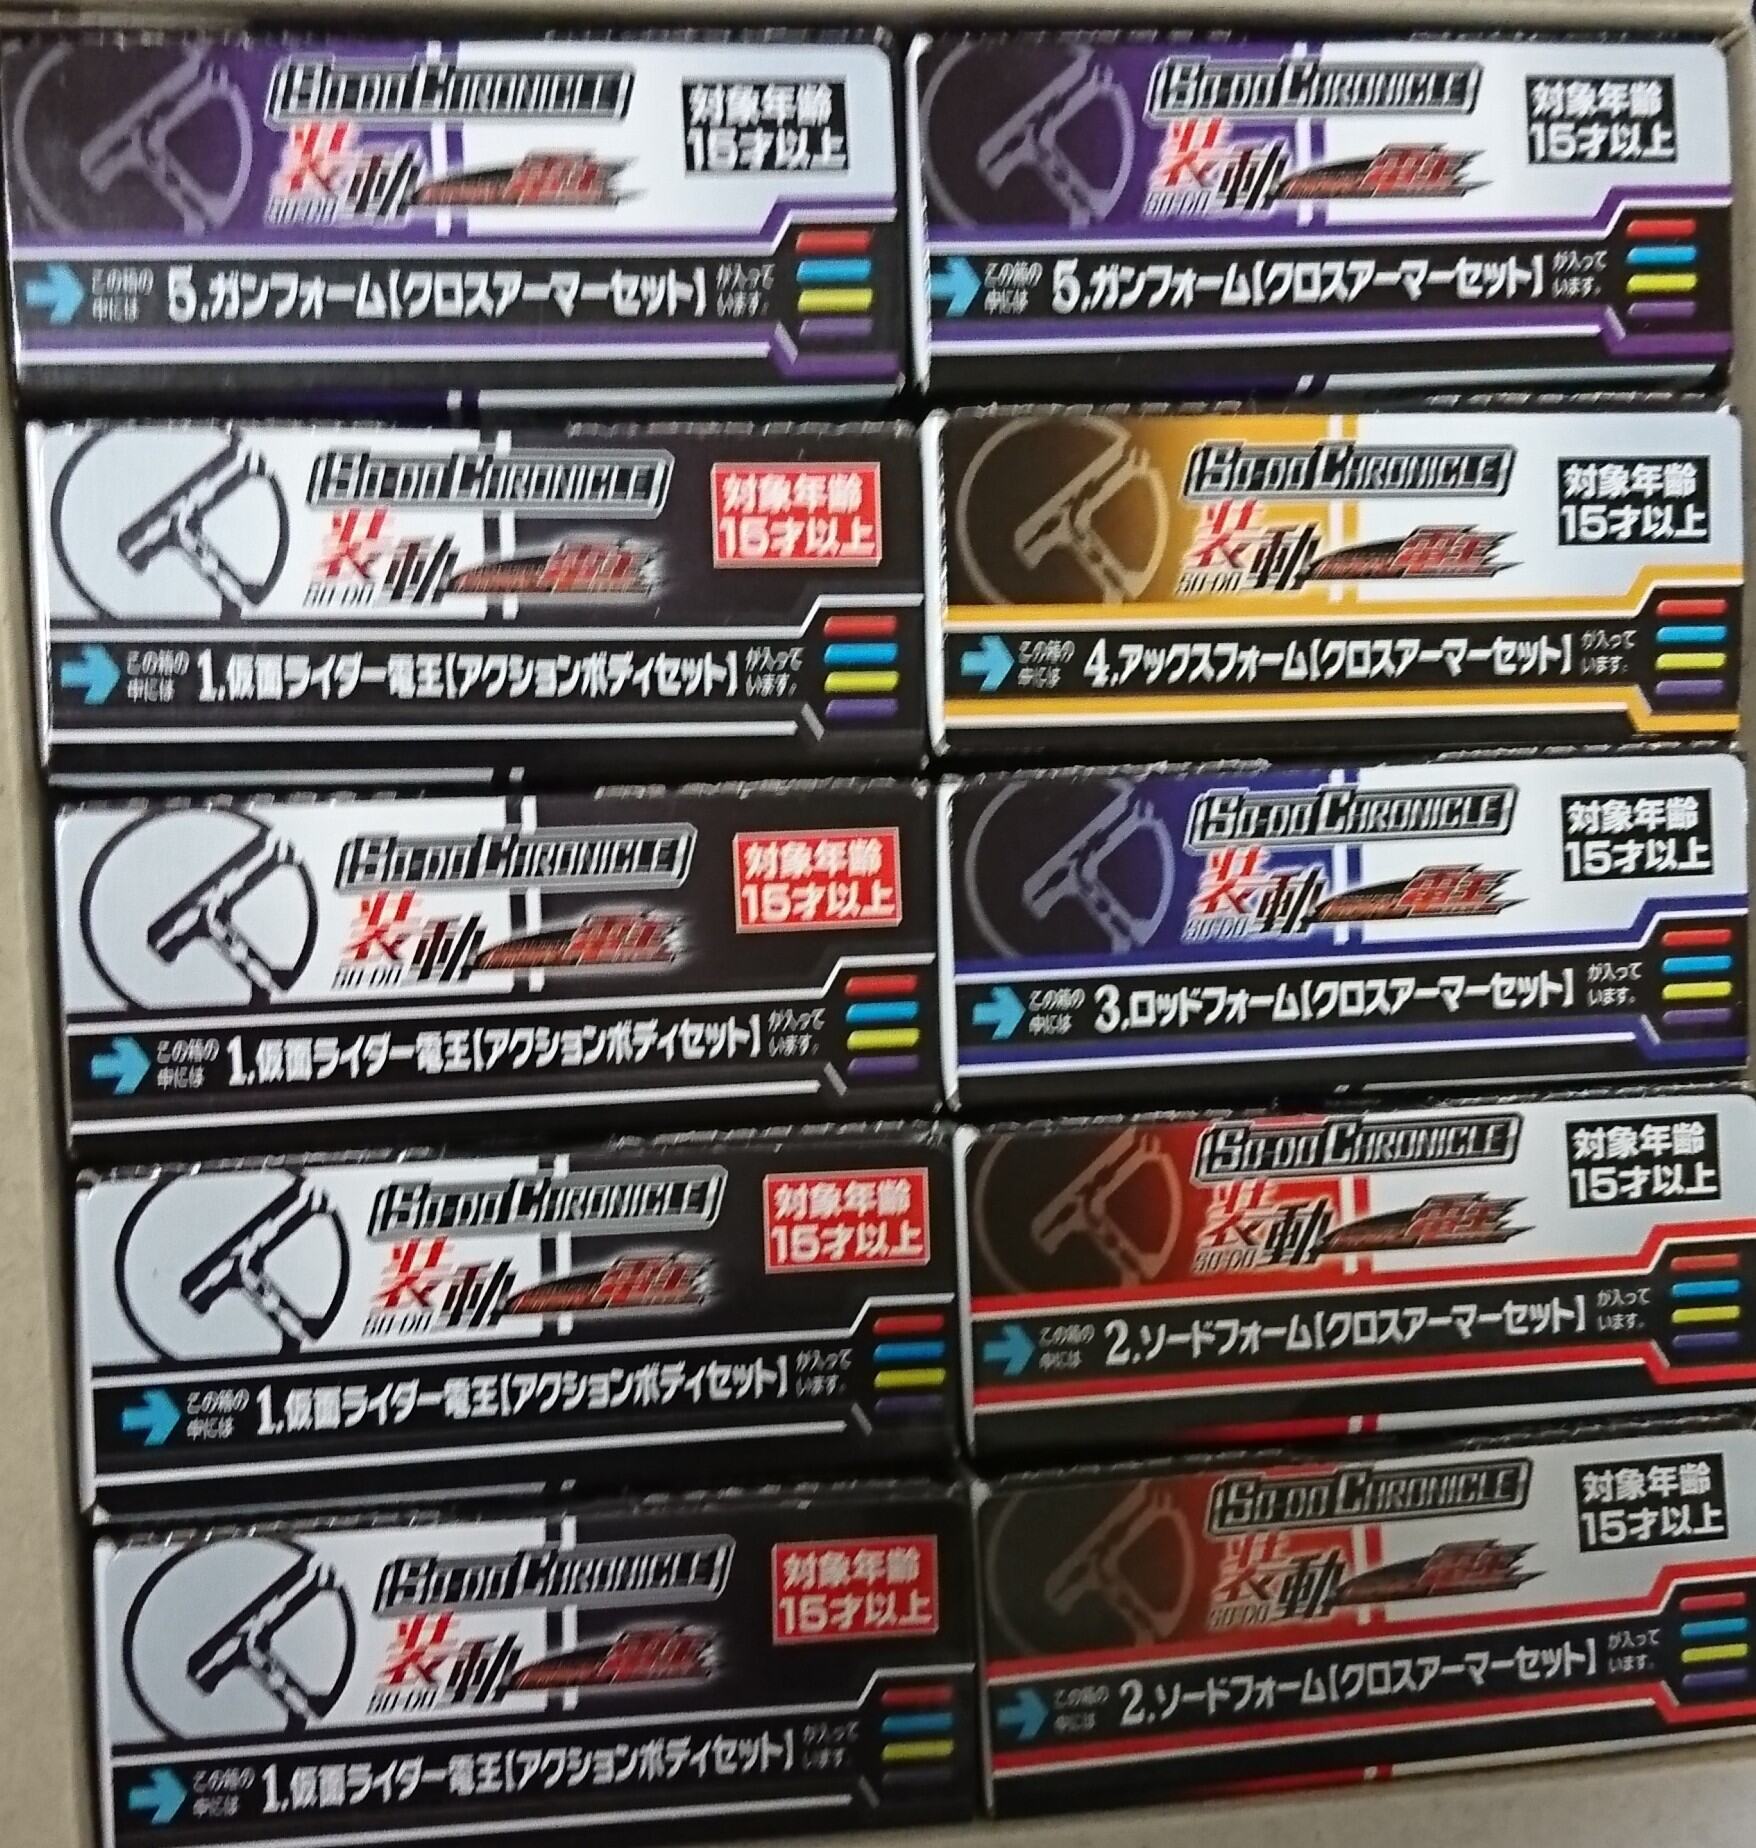 SO-DO CHRONICLE
対象年齢
15才以上
装動
SO-DO
電王
この箱の
中には
5.ガンフォーム【クロスアーマーセット】
が入って
います。
SO-DO CHRONICLE
対象年齢
15才以上
装動
SO-DO
電王
この箱の
中には
5.ガンフォーム【クロスアーマーセット】
が入って
います。
SO-DO CHRONICLE
対象年齢
15才以上
装動
SO-DO
電王
この箱の
中には
1.仮面ライダー電王【アクションボディセット】
が入って
います。
SO-DO CHRONICLE
対象年齢
15才以上
装動
SO-DO
電王
この箱の
中には
4.アックスフォーム【クロスアーマーセット】
が入って
います。
SO-DO CHRONICLE
対象年齢
15才以上
装動
SO-DO
電王
この箱の
中には
1.仮面ライダー電王【アクションボディセット】
が入って
います。
SO-DO CHRONICLE
対象年齢
15才以上
装動
SO-DO
電王
この箱の
中には
3.ロッドフォーム【クロスアーマーセット】
が入って
います。
SO-DO CHRONICLE
対象年齢
15才以上
装動
SO-DO
電王
この箱の
中には
1.仮面ライダー電王【アクションボディセット】
が入って
います。
SO-DO CHRONICLE
対象年齢
15才以上
装動
SO-DO
電王
この箱の
中には
2.ソードフォーム【クロスアーマーセット】
が入って
います。
SO-DO CHRONICLE
対象年齢
15才以上
装動
SO-DO
電王
この箱の
中には
1.仮面ライダー電王【アクションボディセット】
が入って
います。
SO-DO CHRONICLE
対象年齢
15才以上
装動
SO-DO
電王
この箱の
中には
2.ソードフォーム【クロスアーマーセット】
が入って
います。